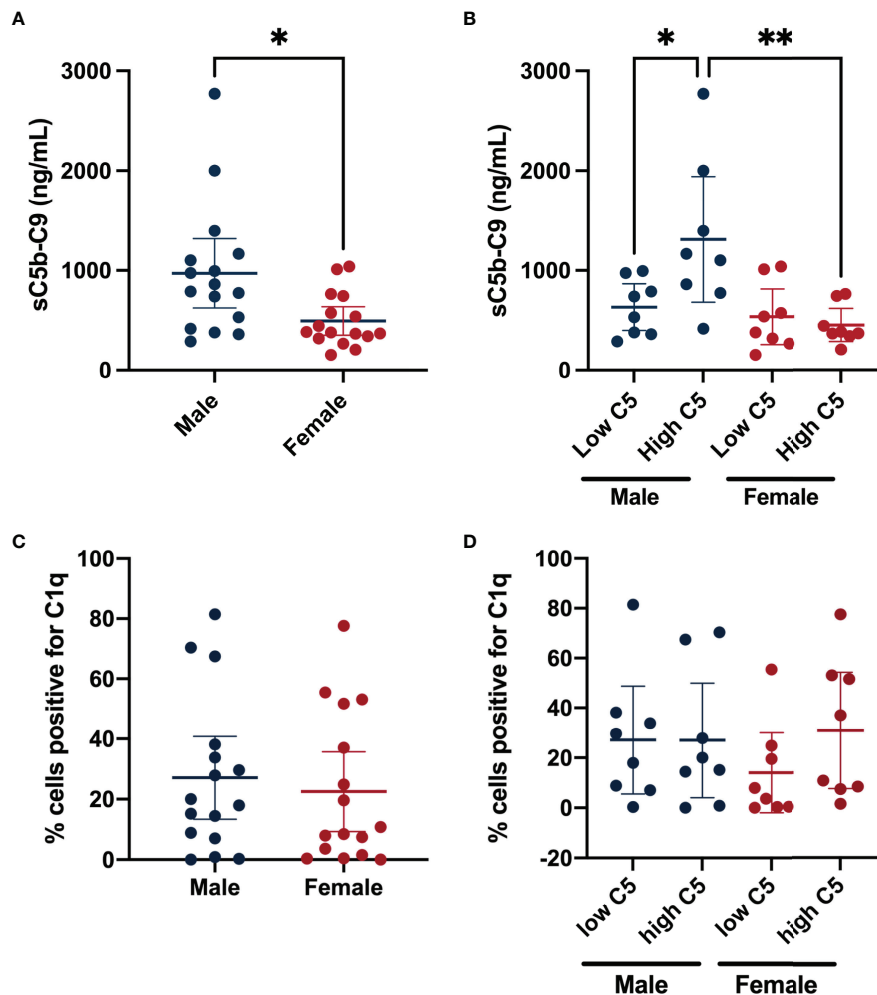 A
*
sC5b-C9 (ng/mL)
3000
2000
1000
0
Male
Female
B
*
**
sC5b-C9 (ng/mL)
3000
2000
1000
0
Low C5
High C5
Low C5
High C5
Male
Female
C
% cells positive for C1q
100
80
60
40
20
0
Male
Female
D
% cells positive for C1q
100
80
60
40
20
0
-20
low C5
high C5
low C5
high C5
Male
Female